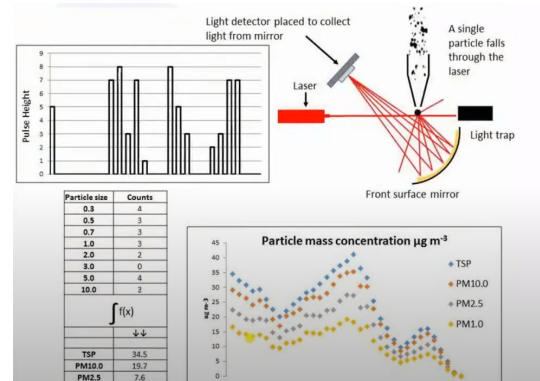 Light detector placed to collect
light from mirror
A single
particle falls
through the
laser
Laser
Light trap
Front surface mirror
Pulse Height
9
8
7
6
5
4
3
2
1
0
Particle size Counts
0.3 4
0.5 3
0.7 3
1.0 3
2.0 2
3.0 0
5.0 4
10.0 3
∫ f(x)
↓↓
TSP 34.5
PM10.0 19.7
PM2.5 7.6
Particle mass concentration µg m-3
µg m-3
45
40
35
30
25
20
15
10
5
0
TSP
PM10.0
PM2.5
PM1.0